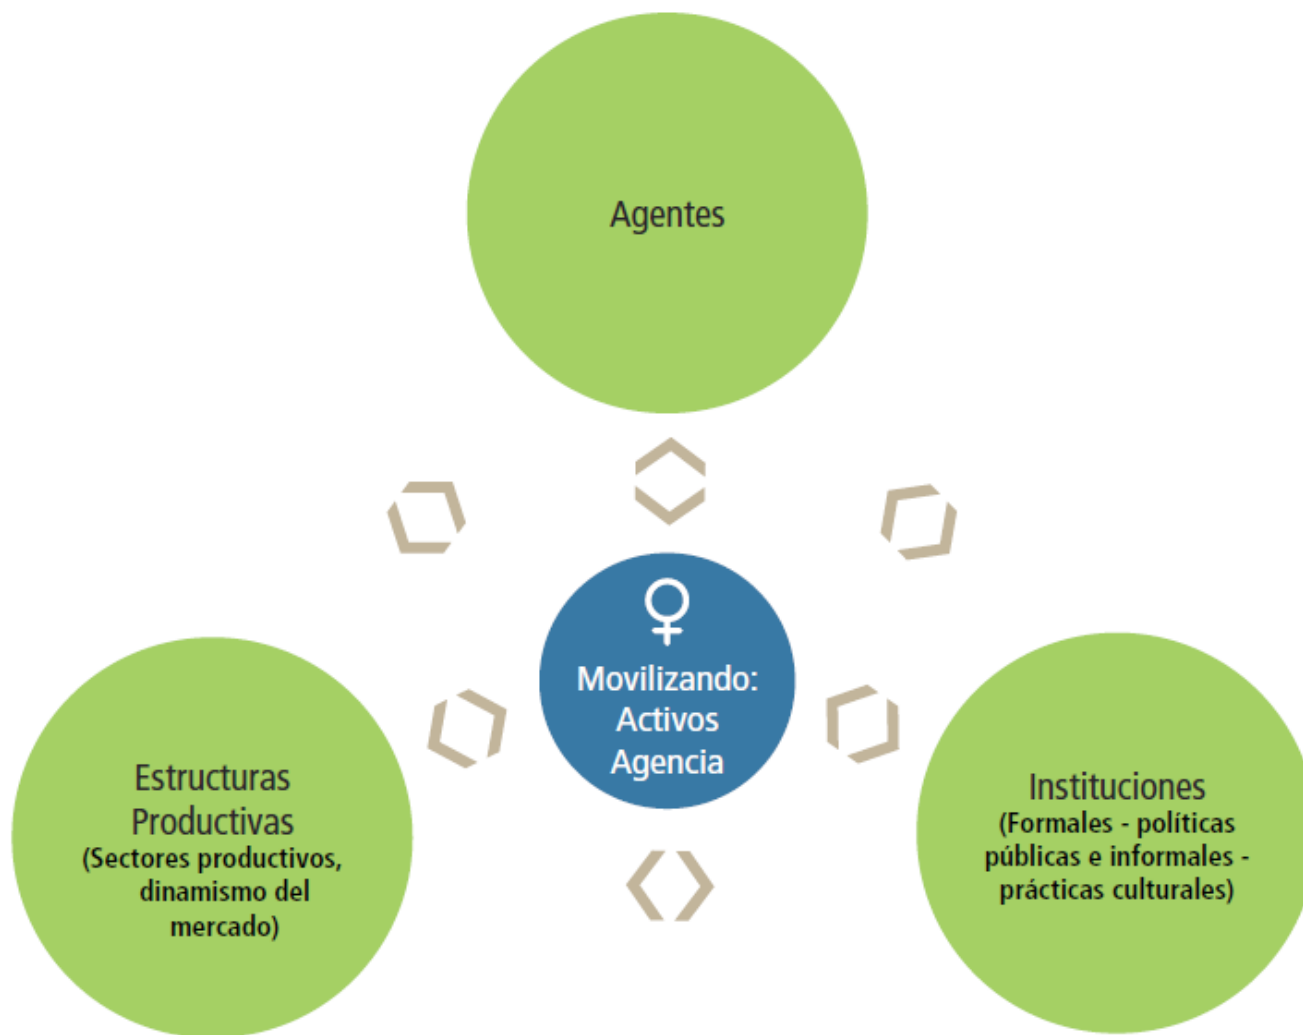 Agentes
Movilizando:
Activos
Agencia
Estructuras
Productivas
(Sectores productivos,
dinamismo del
mercado)
Instituciones
(Formales - políticas
públicas e informales -
prácticas culturales)